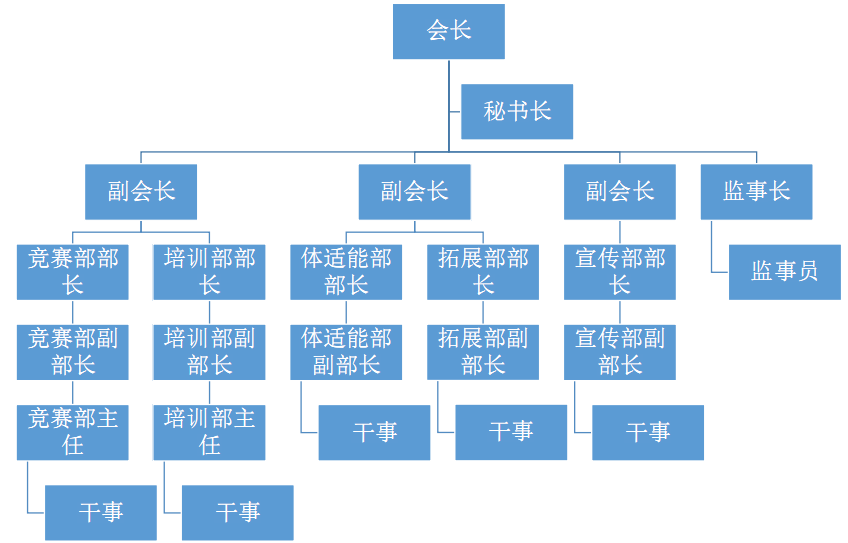 会长
秘书长
副会长
副会长
副会长
监事长
竞赛部部
长
培训部部
长
体适能部
部长
拓展部部
长
宣传部部
长
监事员
竞赛部副
部长
培训部副
部长
体适能部
副部长
拓展部副
部长
宣传部副
部长
竞赛部主
任
培训部主
任
干事
干事
干事
干事
干事